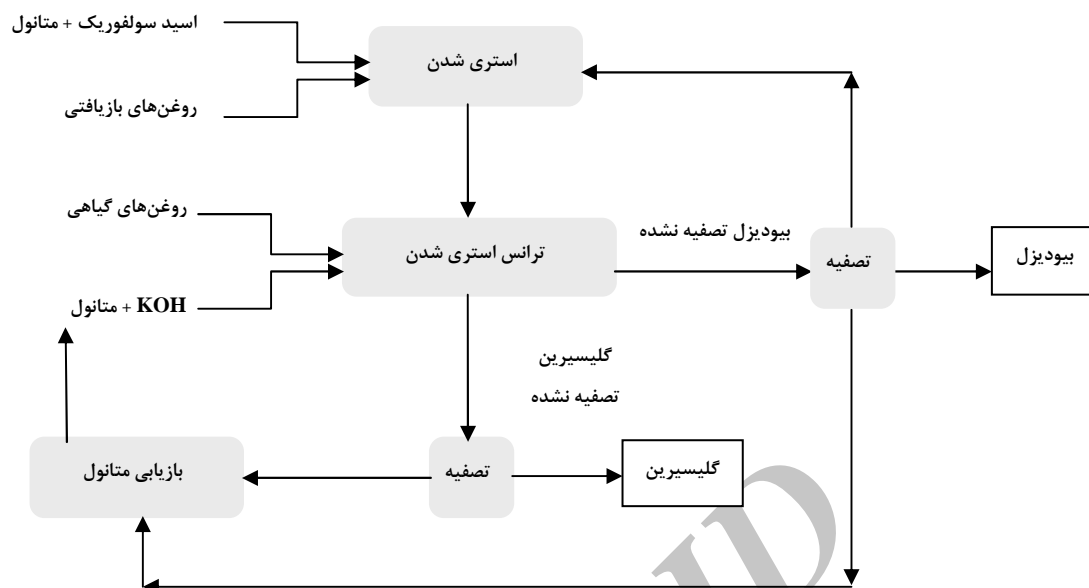 اسید سولفوریک + متانول
استری شدن
روغن‌های بازیافتی
روغن‌های گیاهی
ترانس استری شدن
بیودیزل تصفیه نشده
تصفیه
بیودیزل
KOH + متانول
گلیسیرین
تصفیه نشده
بازیابی متانول
تصفیه
گلیسیرین